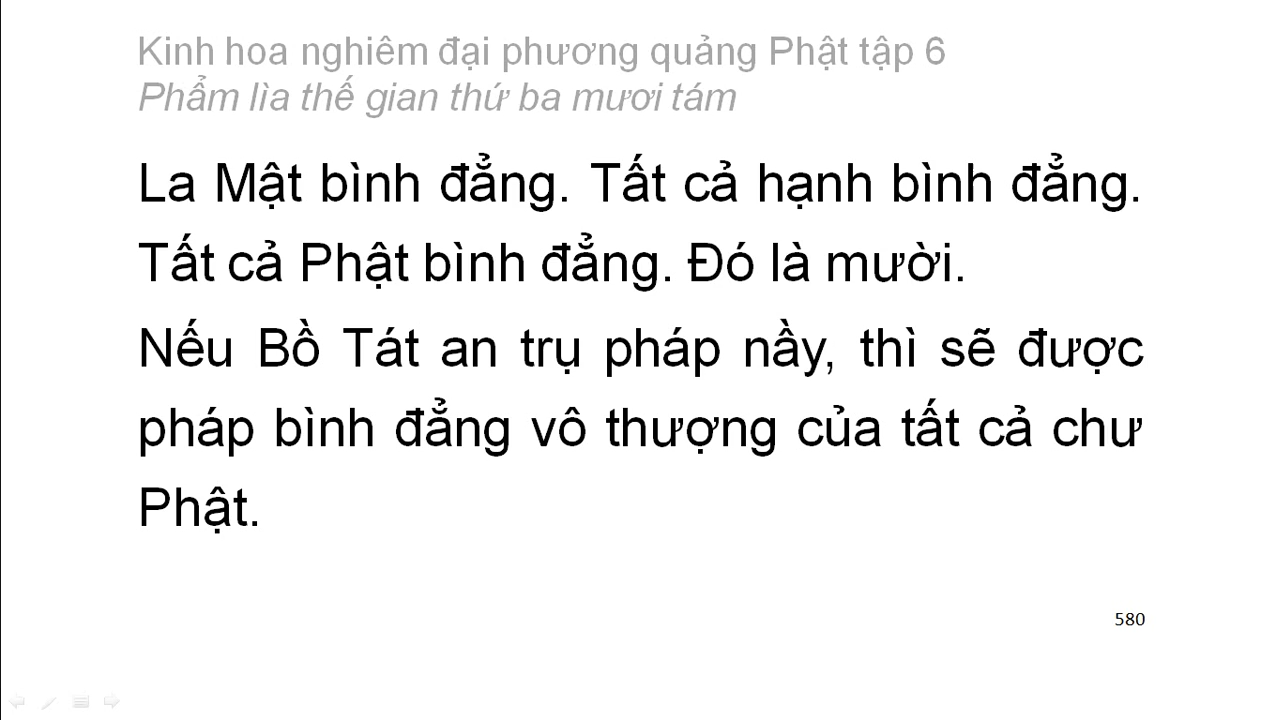 Kinh hoa nghiêm đại phương quảng Phật tập 6
Phẩm lìa thế gian thứ ba mươi tám
La Mật bình đẳng. Tất cả hạnh bình đẳng.
Tất cả Phật bình đẳng. Đó là mười.
Nếu Bồ Tát an trụ pháp nầy, thì sẽ được
pháp bình đẳng vô thượng của tất cả chư
Phật.
580